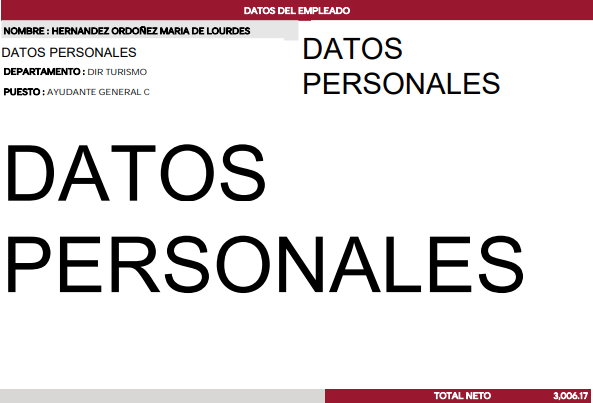 DATOS DEL EMPLEADO
NOMBRE : HERNANDEZ ORDOÑEZ MARIA DE LOURDES
DATOS PERSONALES
DEPARTAMENTO : DIR TURISMO
PUESTO : AYUDANTE GENERAL C
DATOS
PERSONALES
DATOS
PERSONALES
TOTAL NETO 3,006.17